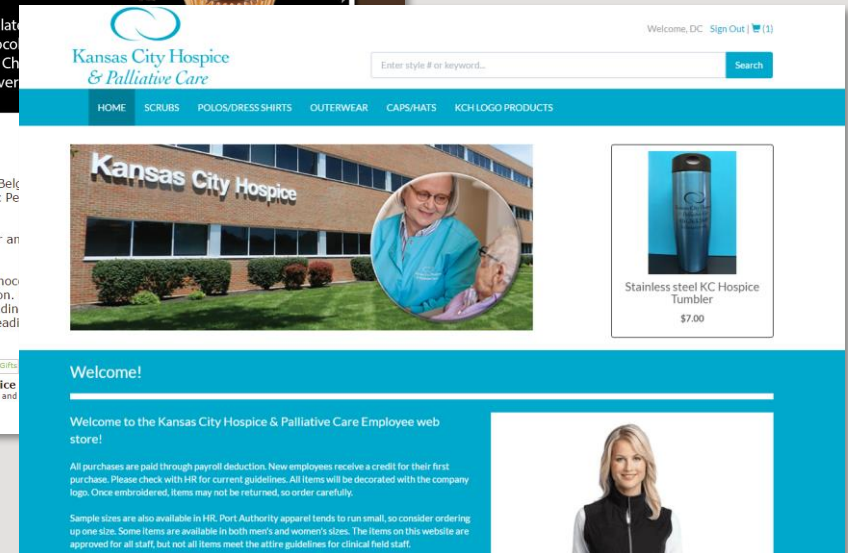 Kansas City Hospice
& Palliative Care
Welcome, DC Sign Out | (1)
Enter style # or keyword...
Search
HOME SCRUBS POLOS/DRESS SHIRTS OUTERWEAR CAPS/HATS KCH LOGO PRODUCTS
Kansas City Hospice
Stainless steel KC Hospice
Tumbler
$7.00
Welcome!
Welcome to the Kansas City Hospice & Palliative Care Employee web
store!
All purchases are paid through payroll deduction. New employees receive a credit for their first
purchase. Please check with HR for current guidelines. All items will be decorated with the company
logo. Once embroidered, items may not be returned, so order carefully.
Sample sizes are also available in HR. Port Authority apparel tends to run small, so consider ordering
up one size. Some items are available in both men's and women's sizes. The items on this website are
approved for all staff, but not all items meet the attire guidelines for clinical field staff.
Gifts
and